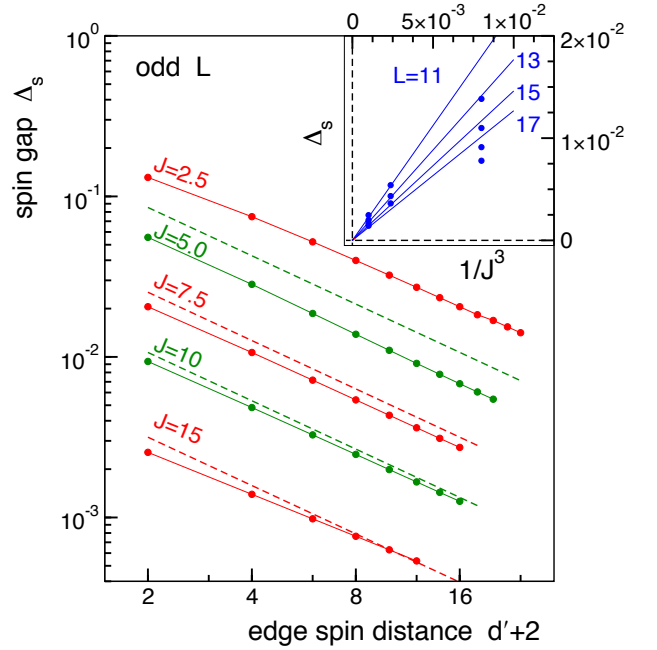 0 5×10⁻³ 1×10⁻²
10⁰
odd L
2×10⁻²
L=11
13
15
17
Δₛ
1×10⁻²
0
1/J³
spin gap Δₛ
10⁻¹
J=2.5
J=5.0
J=7.5
10⁻²
J=10
J=15
10⁻³
2 4 8 16
edge spin distance d′+2